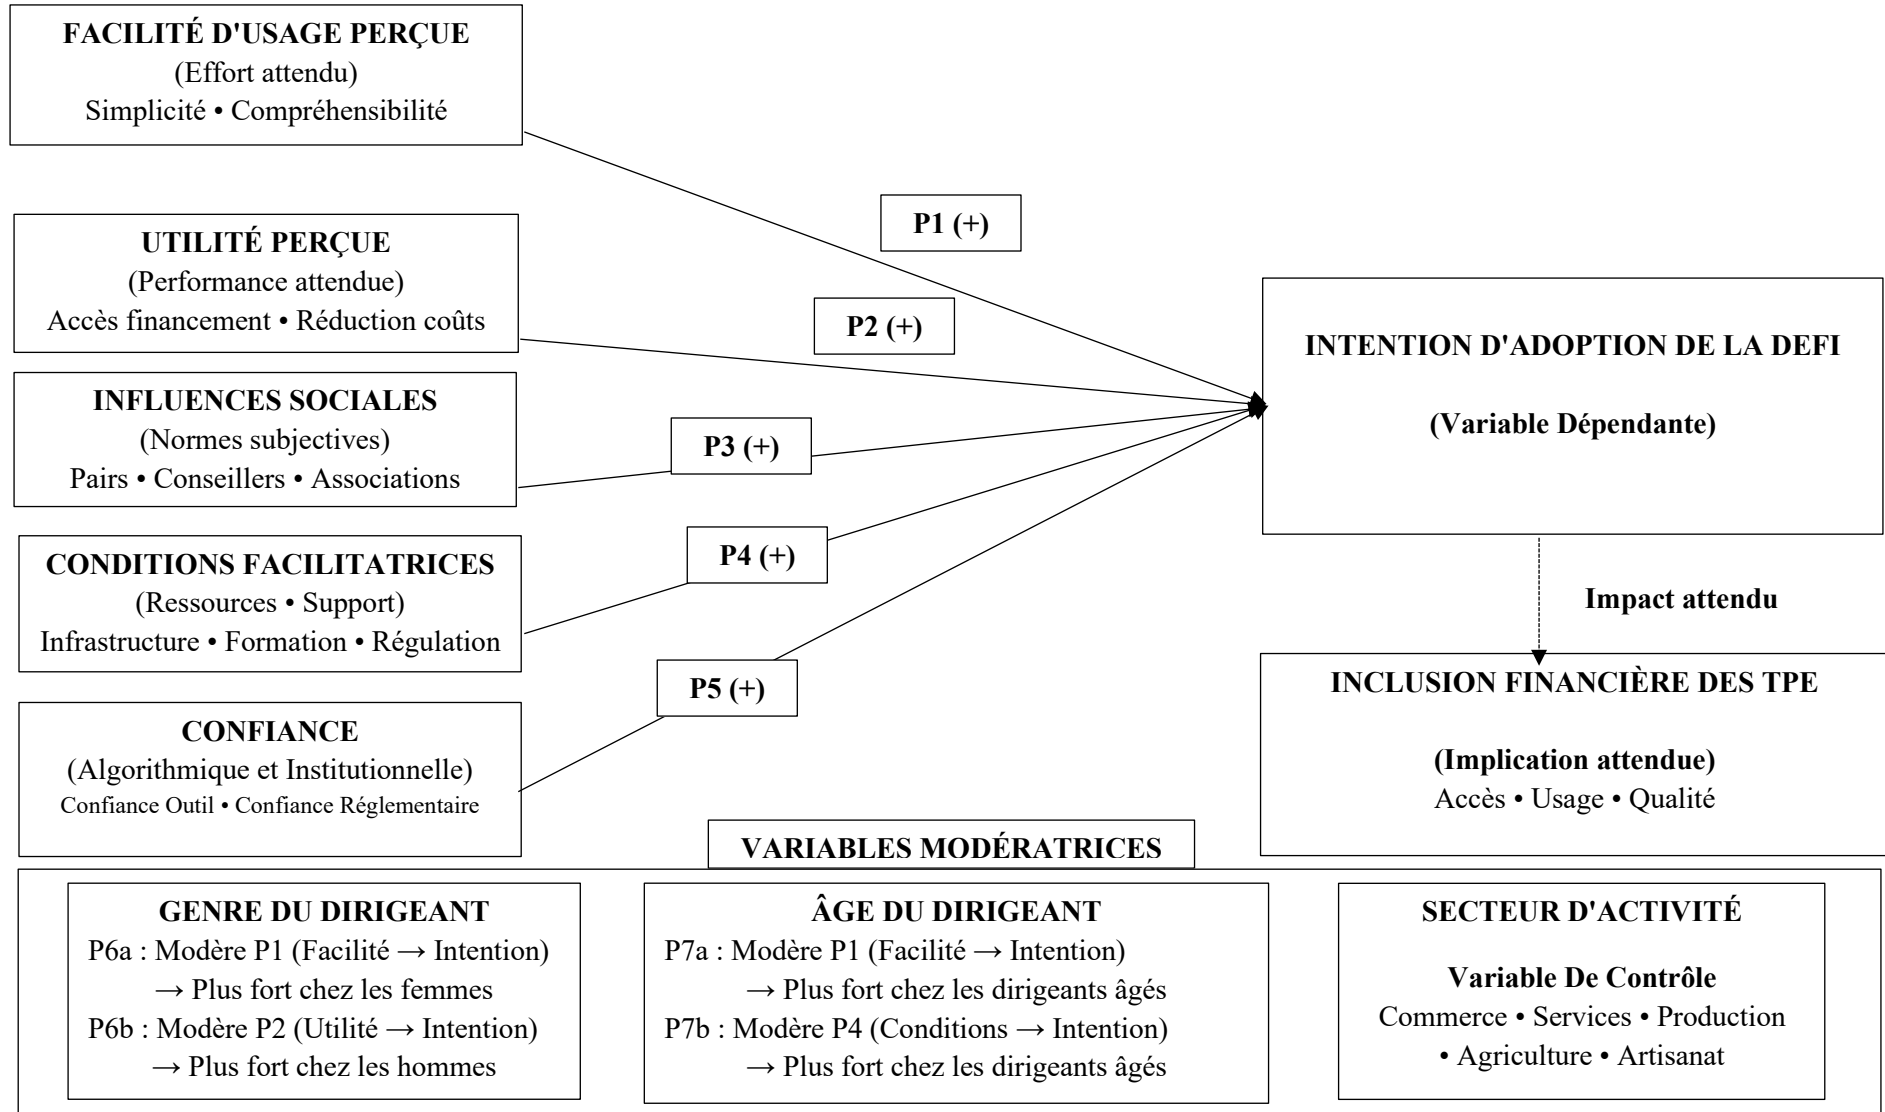 FACILITÉ D'USAGE PERÇUE
(Effort attendu)
Simplicité • Compréhensibilité
P1 (+)
UTILITÉ PERÇUE
(Performance attendue)
Accès financement • Réduction coûts
P2 (+)
INTENTION D'ADOPTION DE LA DEFI
(Variable Dépendante)
INFLUENCES SOCIALES
(Normes subjectives)
Pairs • Conseillers • Associations
P3 (+)
CONDITIONS FACILITATRICES
(Ressources • Support)
Infrastructure • Formation • Régulation
P4 (+)
Impact attendu
CONFIANCE
(Algorithmique et Institutionnelle)
Confiance Outil • Confiance Réglementaire
P5 (+)
INCLUSION FINANCIÈRE DES TPE
(Implication attendue)
Accès • Usage • Qualité
VARIABLES MODÉRATRICES
GENRE DU DIRIGEANT
P6a : Modère P1 (Facilité → Intention)
→ Plus fort chez les femmes
P6b : Modère P2 (Utilité → Intention)
→ Plus fort chez les hommes
ÂGE DU DIRIGEANT
P7a : Modère P1 (Facilité → Intention)
→ Plus fort chez les dirigeants âgés
P7b : Modère P4 (Conditions → Intention)
→ Plus fort chez les dirigeants âgés
SECTEUR D'ACTIVITÉ
Variable De Contrôle
Commerce • Services • Production
• Agriculture • Artisanat